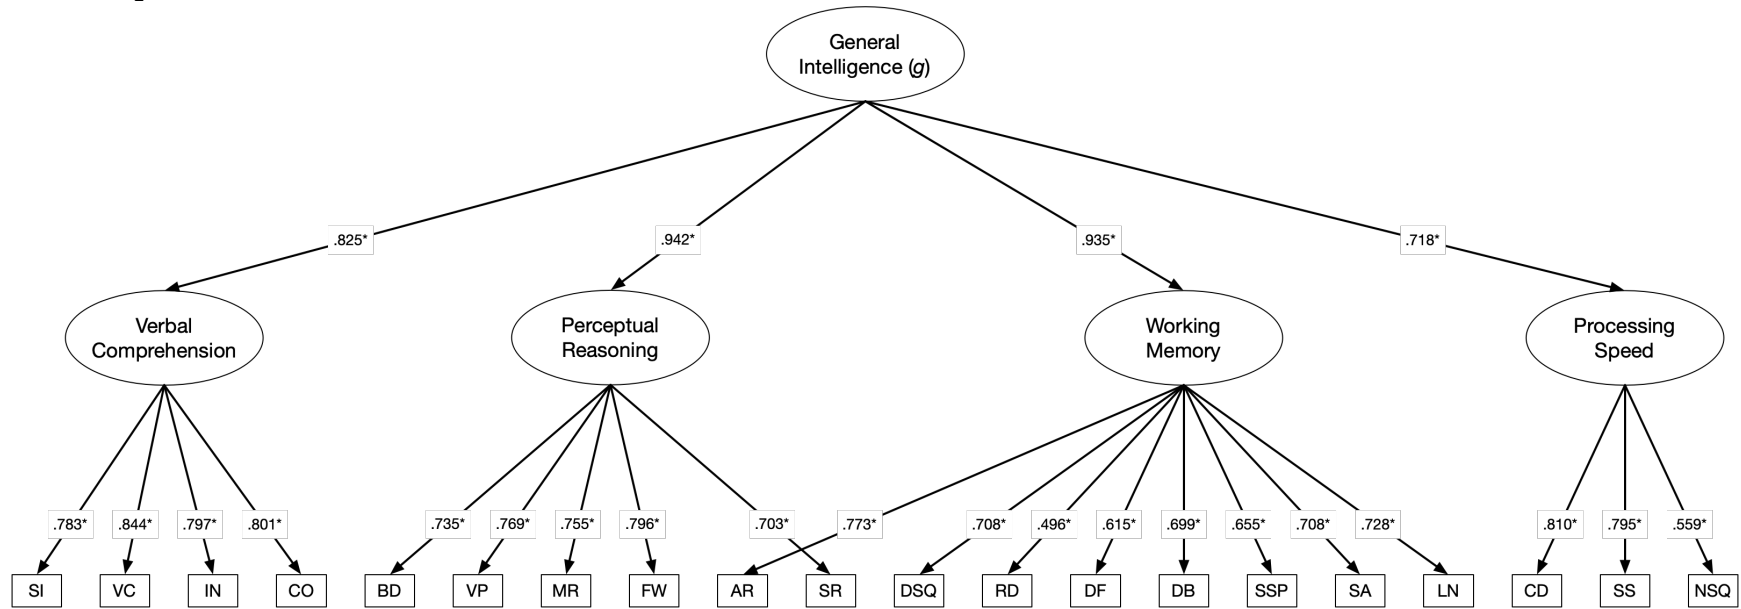 General
Intelligence (g)
.825*
.942*
.935*
.718*
Verbal
Comprehension
Perceptual
Reasoning
Working
Memory
Processing
Speed
.783*
.844*
.797*
.801*
.735*
.769*
.755*
.796*
.703*
.773*
.708*
.496*
.615*
.699*
.655*
.708*
.728*
.810*
.795*
.559*
SI
VC
IN
CO
BD
VP
MR
FW
AR
SR
DSQ
RD
DF
DB
SSP
SA
LN
CD
SS
NSQ